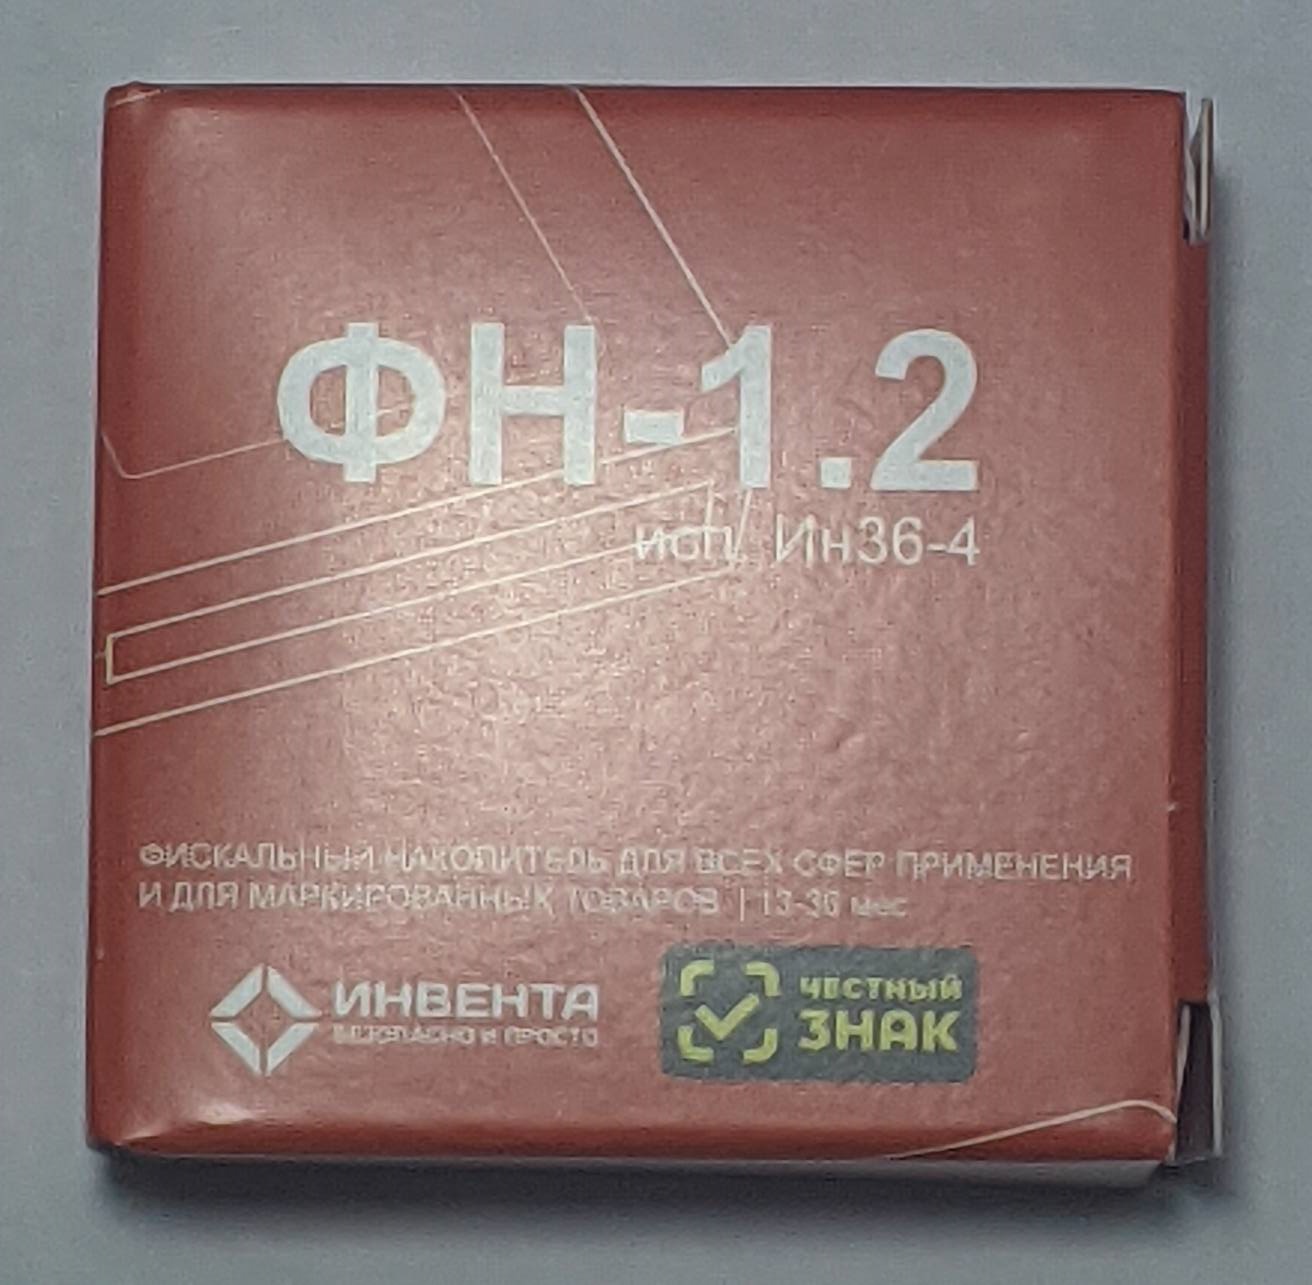 ФН-1.2
исп. Ин36-4
ФИСКАЛЬНЫЙ НАКОПИТЕЛЬ ДЛЯ ВСЕХ СФЕР ПРИМЕНЕНИЯ
И ДЛЯ МАРКИРОВАННЫХ ТОВАРОВ | 13-36 мес
ИНВЕНТА
БЕЗОПАСНО И ПРОСТО
ЧЕСТНЫЙ
ЗНАК